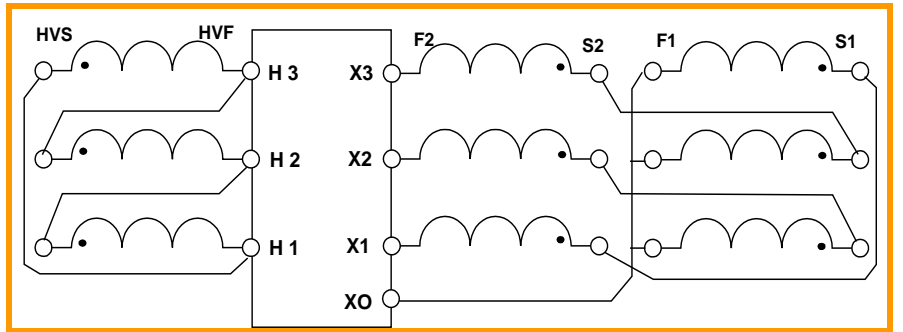 HVS HVF F2 S2 F1 S1
H 3 X3
H 2 X2
H 1 X1
XO